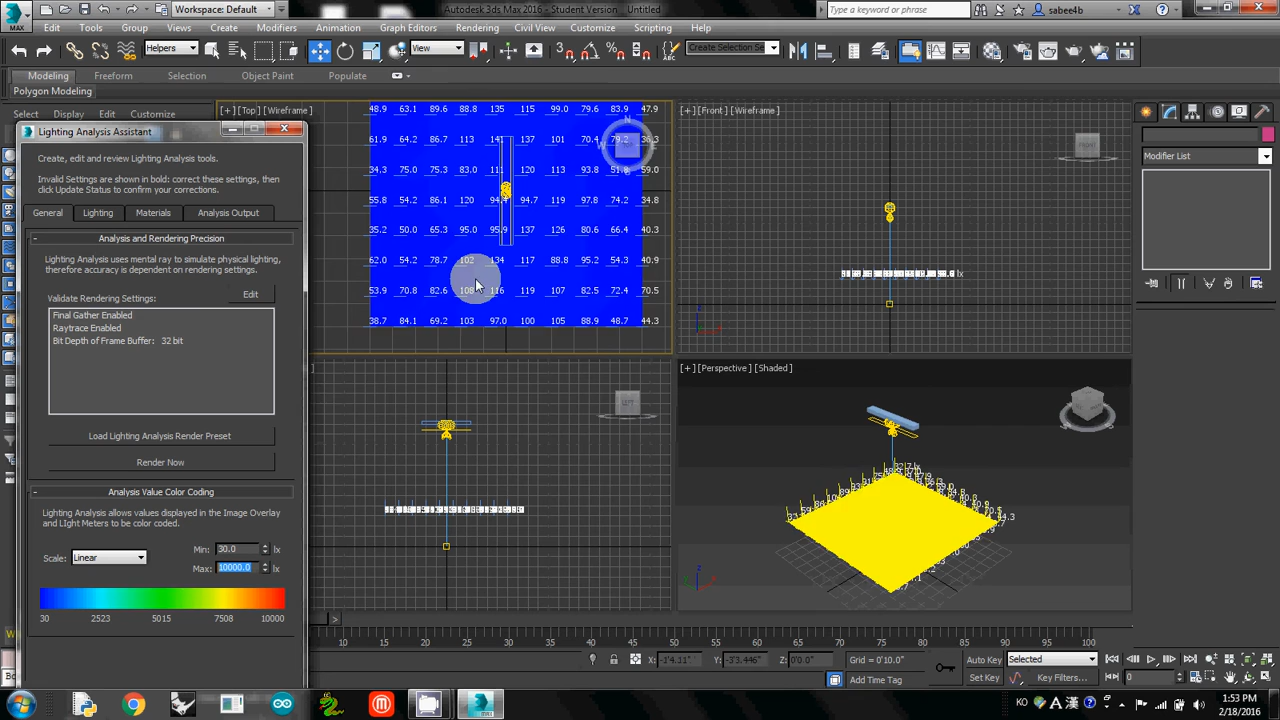 Workspace: Default
Autodesk 3ds Max 2016 - Student Version
Untitled
Type a keyword or phrase
sabee4b
MAX
Edit
Tools
Group
Views
Create
Modifiers
Animation
Graph Editors
Rendering
Civil View
Customize
Scripting
Help
Helpers
View
Create Selection Se
Modeling
Freeform
Selection
Object Paint
Populate
Polygon Modeling
Select
Display
Edit
Customize
[+] [Top] [Wireframe]
[+] [Front] [Wireframe]
Lighting Analysis Assistant
Create, edit and review Lighting Analysis tools.
Invalid Settings are shown in bold: correct these settings, then
click Update Status to confirm your corrections.
General
Lighting
Materials
Analysis Output
Analysis and Rendering Precision
Lighting Analysis uses mental ray to simulate physical lighting,
therefore accuracy is dependent on rendering settings.
Validate Rendering Settings:
Edit
Final Gather Enabled
Raytrace Enabled
Bit Depth of Frame Buffer: 32 bit
Load Lighting Analysis Render Preset
Render Now
Analysis Value Color Coding
Lighting Analysis allows values displayed in the Image Overlay
and LIght Meters to be color coded.
Scale:
Linear
Min: 30.0 lx
Max: 10000.0 lx
30 2523 5015 7508 10000
48.9 63.1 89.6 88.8 135 115 99.0 79.6 83.9 47.9
61.9 64.2 86.7 113 141 137 101 70.4 79.2 36.3
34.3 75.0 75.3 83.0 111 120 113 93.8 59.0
55.8 54.2 86.1 120 94.7 119 97.8 74.2 34.8
35.2 50.0 65.3 95.0 95.9 137 126 80.6 66.4 40.3
62.0 54.2 78.7 102 134 117 88.8 95.2 54.3 40.9
53.9 70.8 82.6 108 116 119 107 82.5 72.4 70.5
38.7 84.1 69.2 103 97.0 100 105 88.9 48.7 44.3
N
W
FRONT
lx
Modifier List
[+] [Perspective] [Shaded]
LEFT
44.3
10 15 20 25 30 35 40 45 50 55 60 65 70 75 80 85 90 95 100
X: -1'4.11"
Y: -3'3.446"
Z: 0'0.0"
Grid = 0'10.0"
Add Time Tag
Auto Key
Selected
Set Key
Key Filters...
0
KO
1:53 PM
2/18/2016